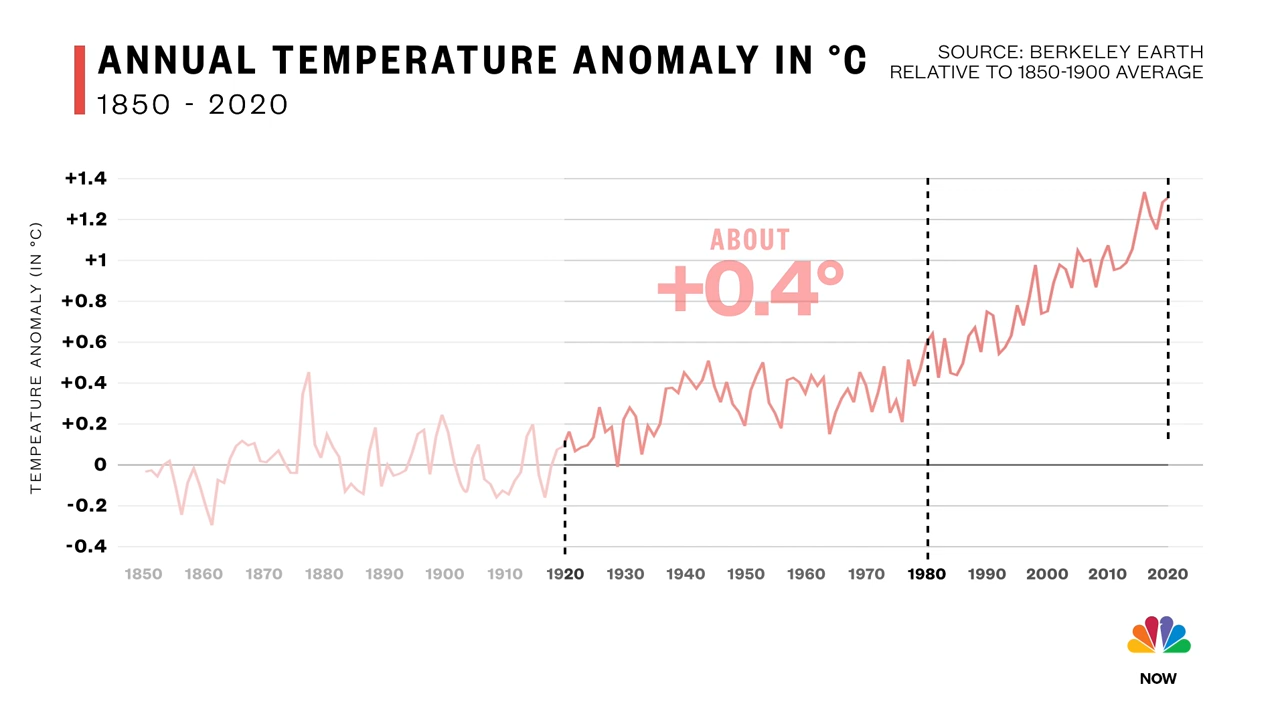 ANNUAL TEMPERATURE ANOMALY IN °C
1850 - 2020
SOURCE: BERKELEY EARTH
RELATIVE TO 1850-1900 AVERAGE
TEMPEATURE ANOMALY (IN °C)
+1.4
+1.2
+1
+0.8
+0.6
+0.4
+0.2
0
-0.2
-0.4
ABOUT
+0.4°
1850 1860 1870 1880 1890 1900 1910 1920 1930 1940 1950 1960 1970 1980 1990 2000 2010 2020
NOW